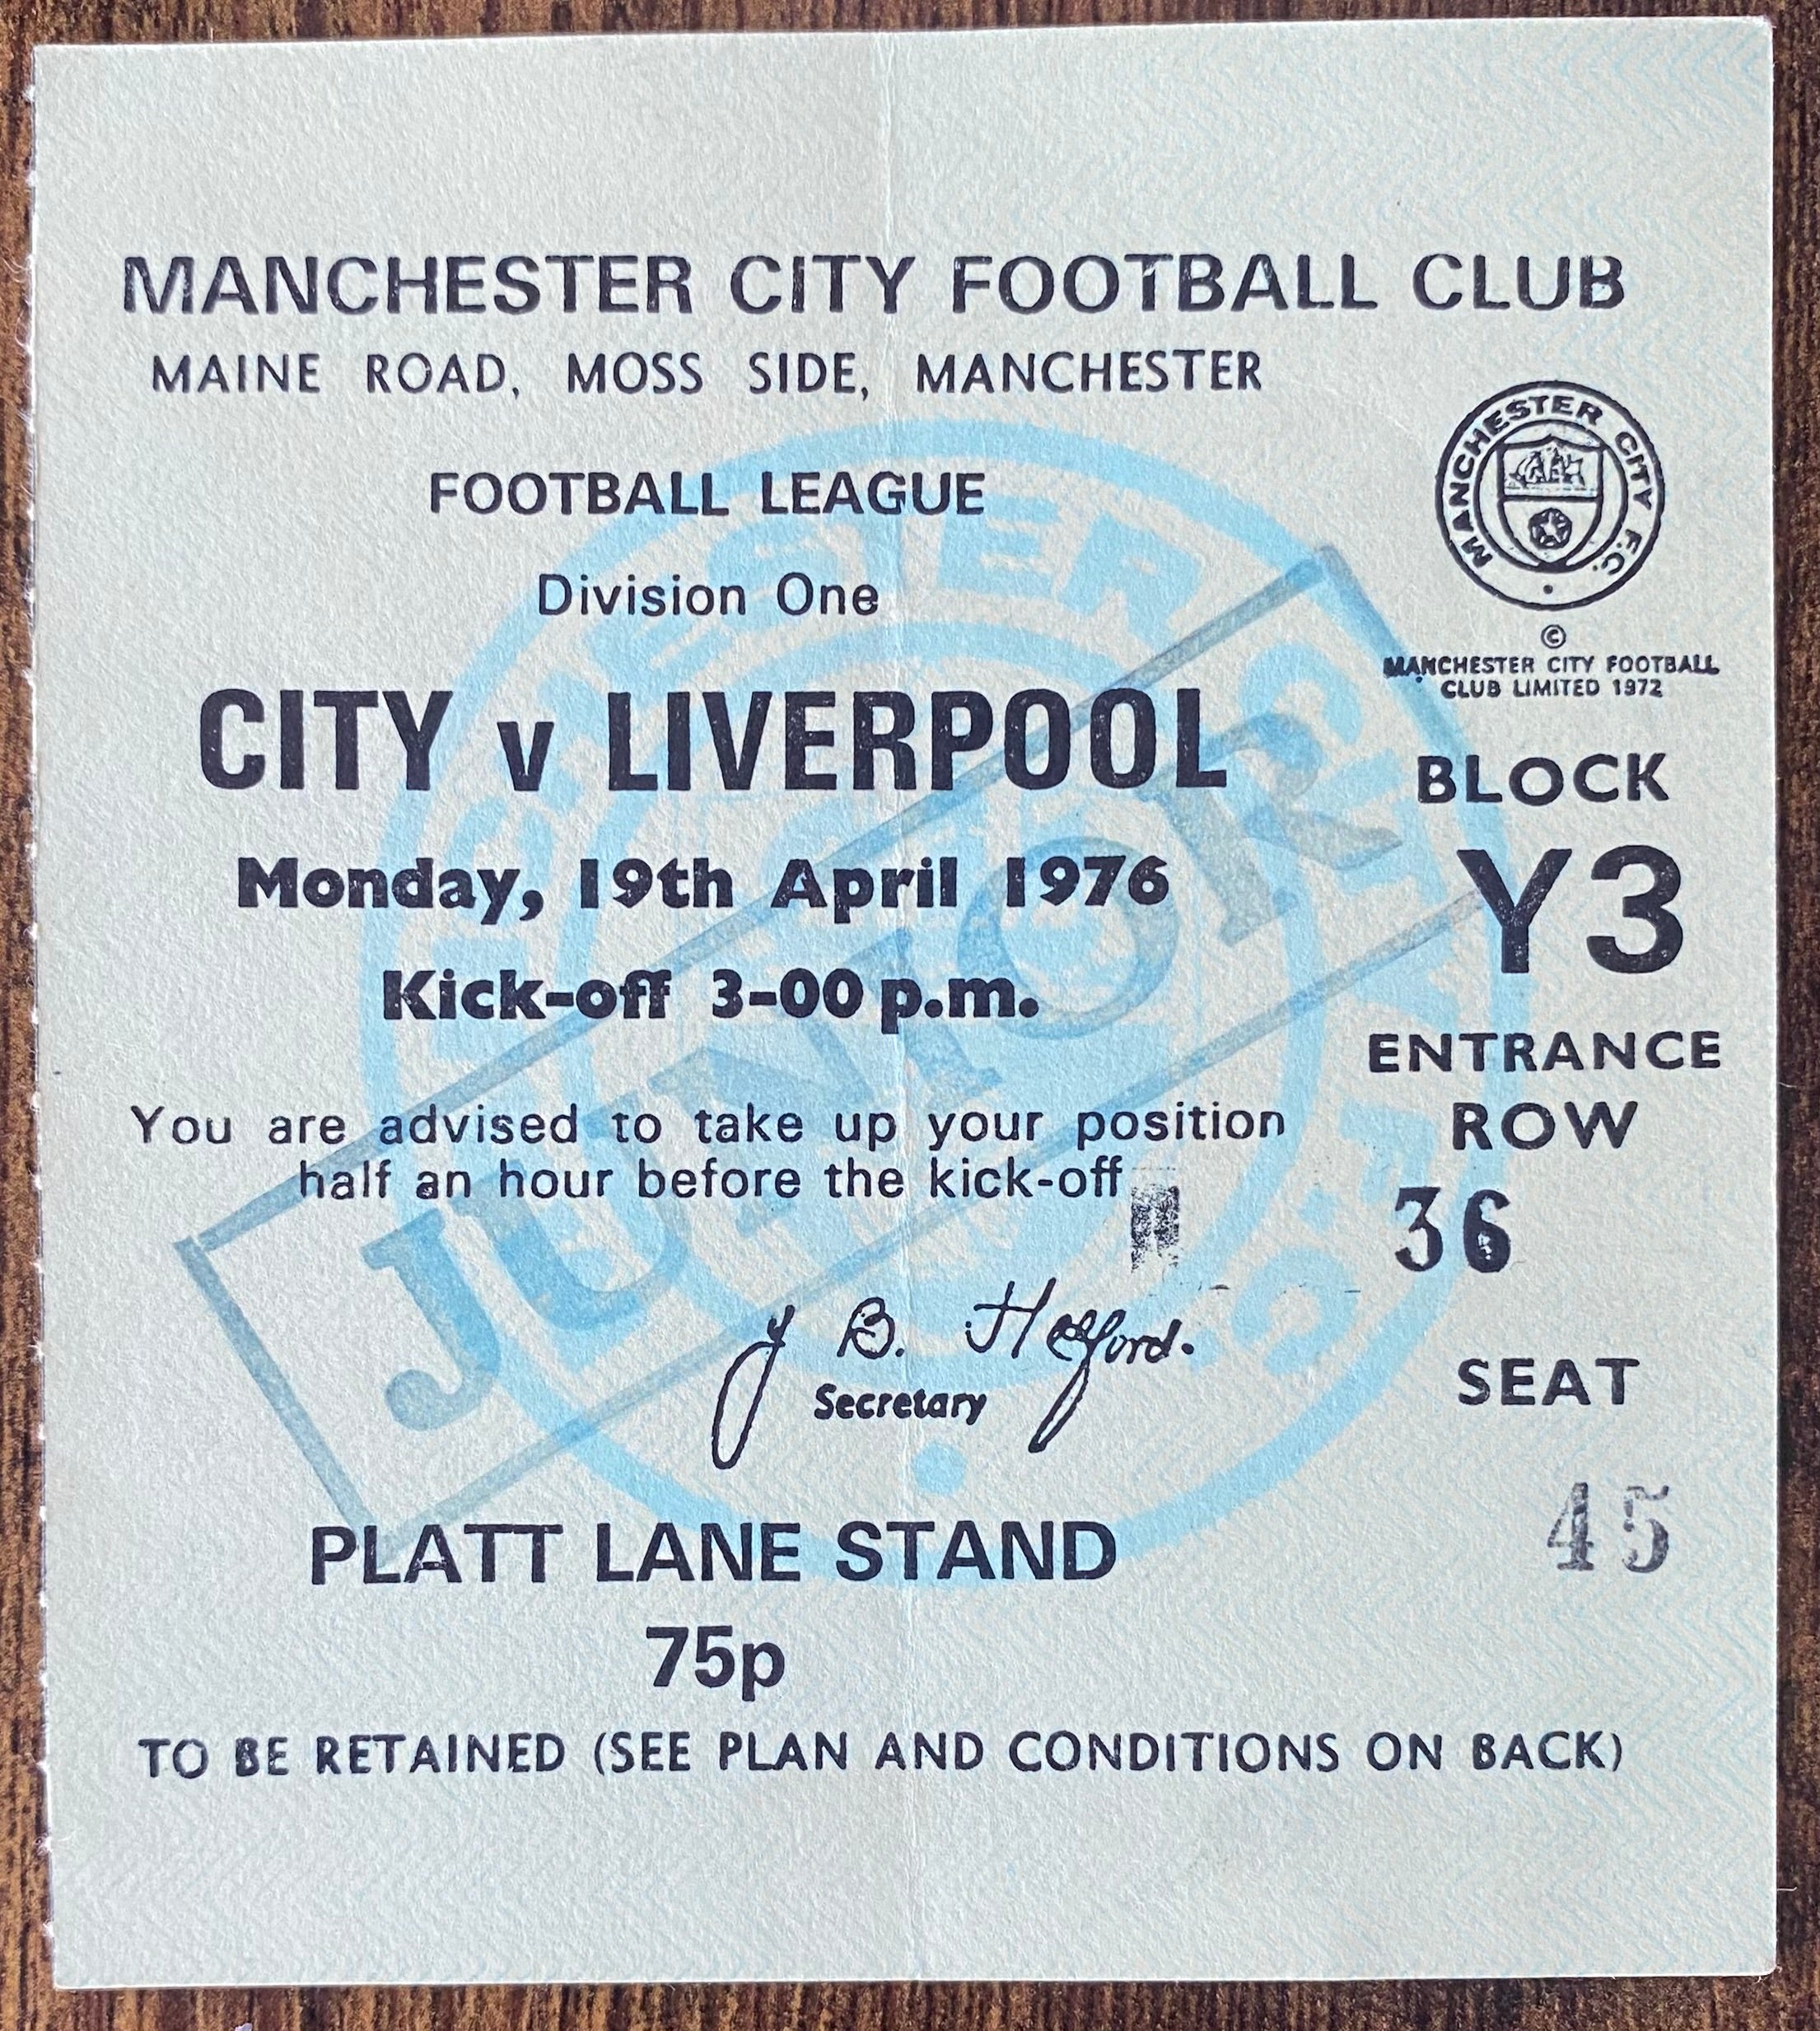 MANCHESTER CITY FOOTBALL CLUB
MAINE ROAD, MOSS SIDE, MANCHESTER
FOOTBALL LEAGUE
Division One
CITY v LIVERPOOL
Monday, 19th April 1976
Kick-off 3-00 p.m.
You are advised to take up your position
half an hour before the kick-off
J B. Halford.
Secretary
PLATT LANE STAND
75p
TO BE RETAINED (SEE PLAN AND CONDITIONS ON BACK)
MANCHESTER CITY F.C.
©
MANCHESTER CITY FOOTBALL
CLUB LIMITED 1972
BLOCK
Y3
ENTRANCE
ROW
36
SEAT
45
JUNIOR
MANCHESTER CITY F.C.